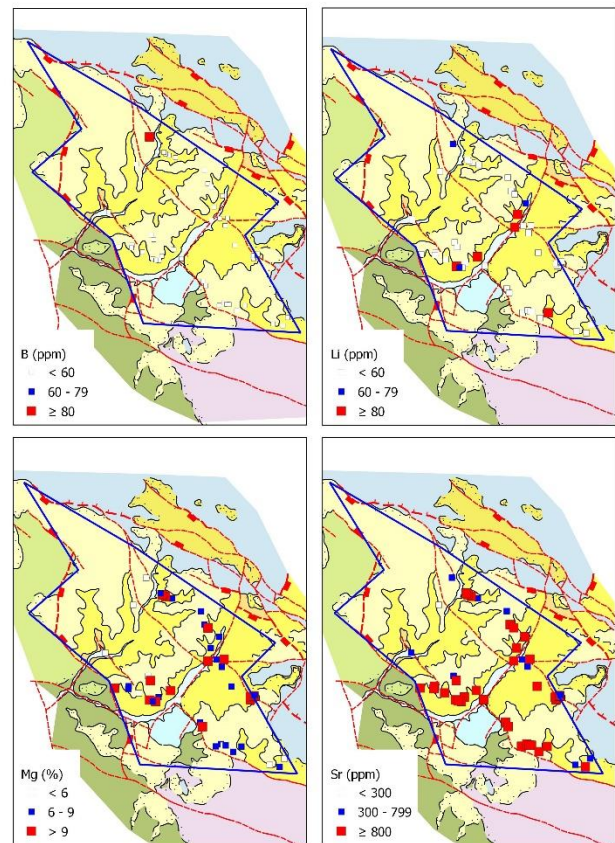 B (ppm)
< 60
60 - 79
≥ 80
Li (ppm)
< 60
60 - 79
≥ 80
Mg (%)
< 6
6 - 9
> 9
Sr (ppm)
< 300
300 - 799
≥ 800